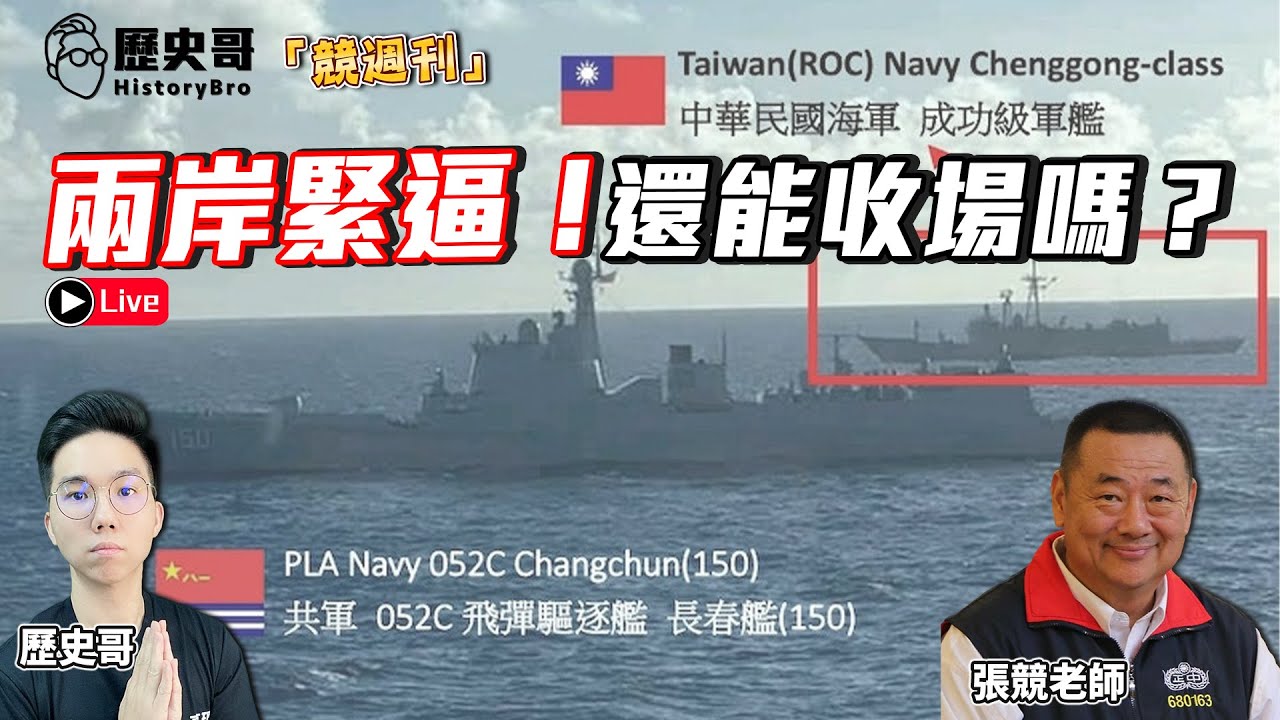 歷史哥
HistoryBro
「競週刊」
Taiwan(ROC) Navy Chenggong-class
中華民國海軍 成功級軍艦
兩岸緊逼！還能收場嗎？
Live
150
八一
PLA Navy 052C Changchun(150)
共軍 052C 飛彈驅逐艦 長春艦(150)
歷史哥
張競老師
中正
680163